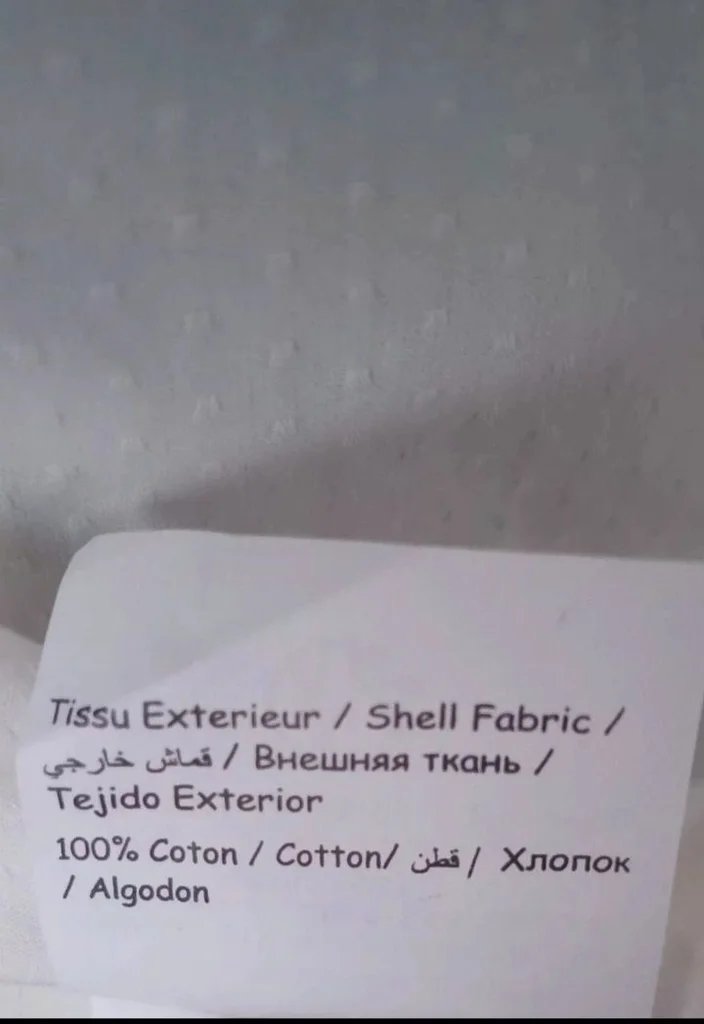 Tissu Exterieur / Shell Fabric /
قماش خارجي / Внешняя ткань /
Tejido Exterior
100% Coton / Cotton/ قطن / Хлопок
/ Algodon